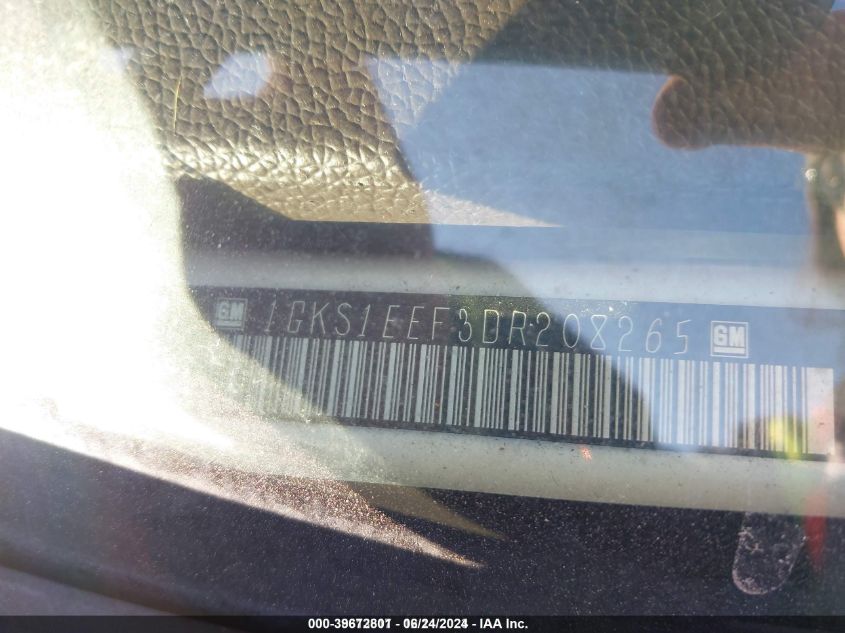 GM 1GKS1EEF3DR208265 GM
000-39672801 - 06/24/2024 - IAA Inc.